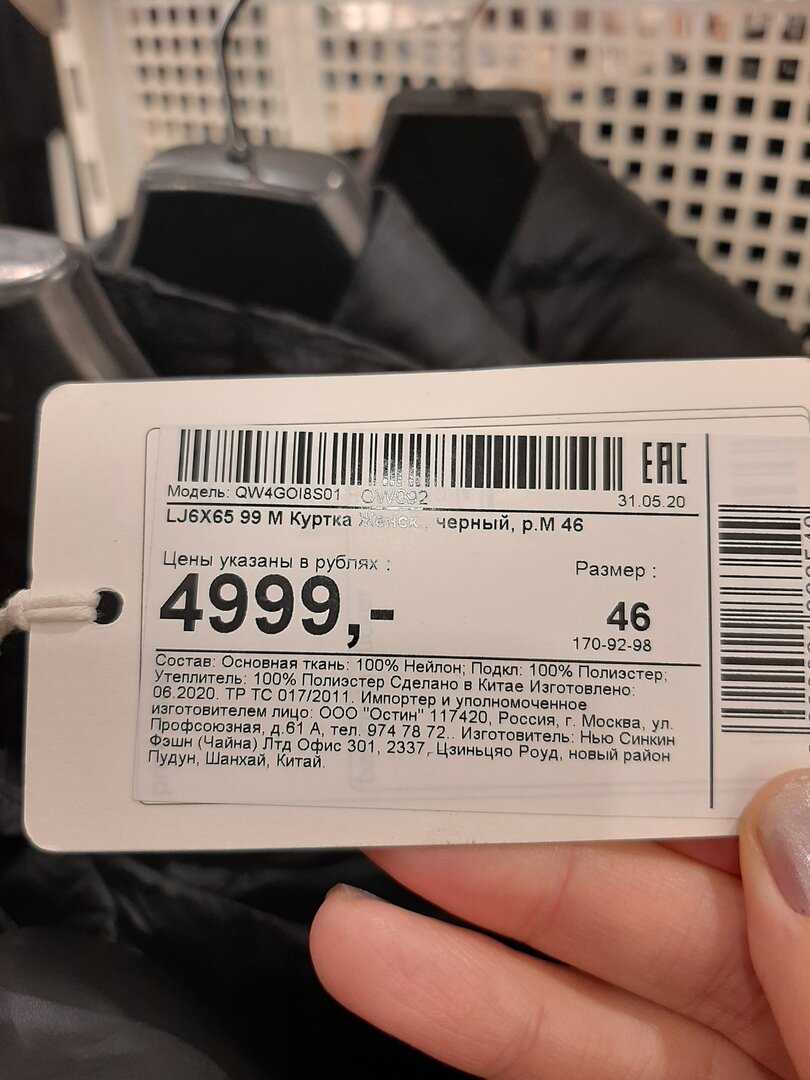 EAC
Модель: QW4GOI8S01 OW092 31.05.20
LJ6X65 99 M Куртка Женск., черный, р.M 46
Цены указаны в рублях :
Размер :
4999,-
46
170-92-98
Состав: Основная ткань: 100% Нейлон; Подкл: 100% Полиэстер;
Утеплитель: 100% Полиэстер Сделано в Китае Изготовлено:
06.2020. ТР ТС 017/2011. Импортер и уполномоченное
изготовителем лицо: ООО "Остин" 117420, Россия, г. Москва, ул.
Профсоюзная, д.61 А, тел. 974 78 72.. Изготовитель: Нью Синкин
Фэшн (Чайна) Лтд Офис 301, 2337, Цзиньцяо Роуд, новый район
Пудун, Шанхай, Китай.